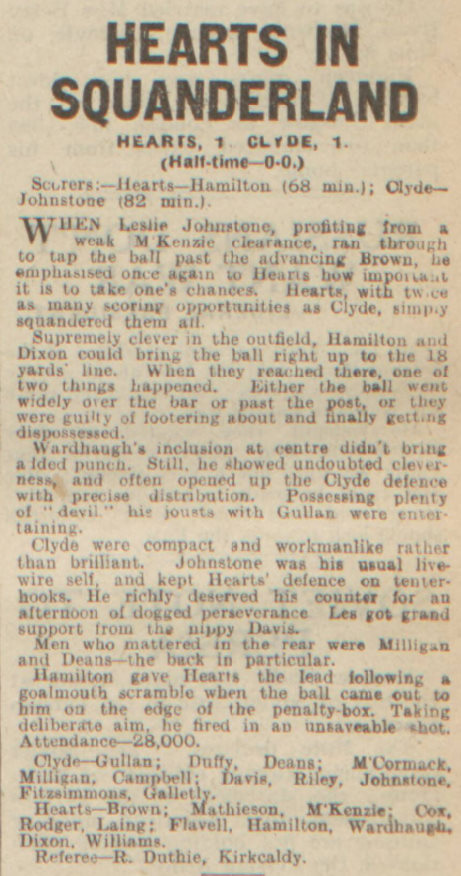 HEARTS IN
SQUANDERLAND
HEARTS, 1 CLYDE, 1.
(Half-time—0-0.)
Scorers:—Hearts—Hamilton (68 min.); Clyde—
Johnstone (82 min.).
WHEN Leslie Johnstone, profiting from a
weak M'Kenzie clearance, ran through
to tap the ball past the advancing Brown, he
emphasised once again to Hearts how important
it is to take one's chances. Hearts, with twice
as many scoring opportunities as Clyde, simply
squandered them all.
Supremely clever in the outfield, Hamilton and
Dixon could bring the ball right up to the 18
yards' line. When they reached there, one of
two things happened. Either the ball went
widely over the bar or past the post, or they
were guilty of footering about and finally getting
dispossessed.
Wardhaugh's inclusion at centre didn't bring
added punch. Still, he showed undoubted clever-
ness, and often opened up the Clyde defence
with precise distribution. Possessing plenty
of "devil" his jousts with Gullan were enter-
taining.
Clyde were compact and workmanlike rather
than brilliant. Johnstone was his usual live-
wire self, and kept Hearts' defence on tenter-
hooks. He richly deserved his counter for an
afternoon of dogged perseverance Les got grand
support from the nippy Davis.
Men who mattered in the rear were Milligan
and Deans—the back in particular.
Hamilton gave Hearts the lead following a
goalmouth scramble when the ball came out to
him on the edge of the penalty-box. Taking
deliberate aim, he fired in an unsaveable shot.
Attendance—28,000.
Clyde—Gullan; Duffy, Deans; M'Cormack,
Milligan, Campbell; Davis, Riley, Johnstone,
Fitzsimmons, Galletly.
Hearts—Brown; Mathieson, M'Kenzie; Cox,
Rodger, Laing; Flavell, Hamilton, Wardhaugh,
Dixon, Williams.
Referee—R. Duthie, Kirkcaldy.